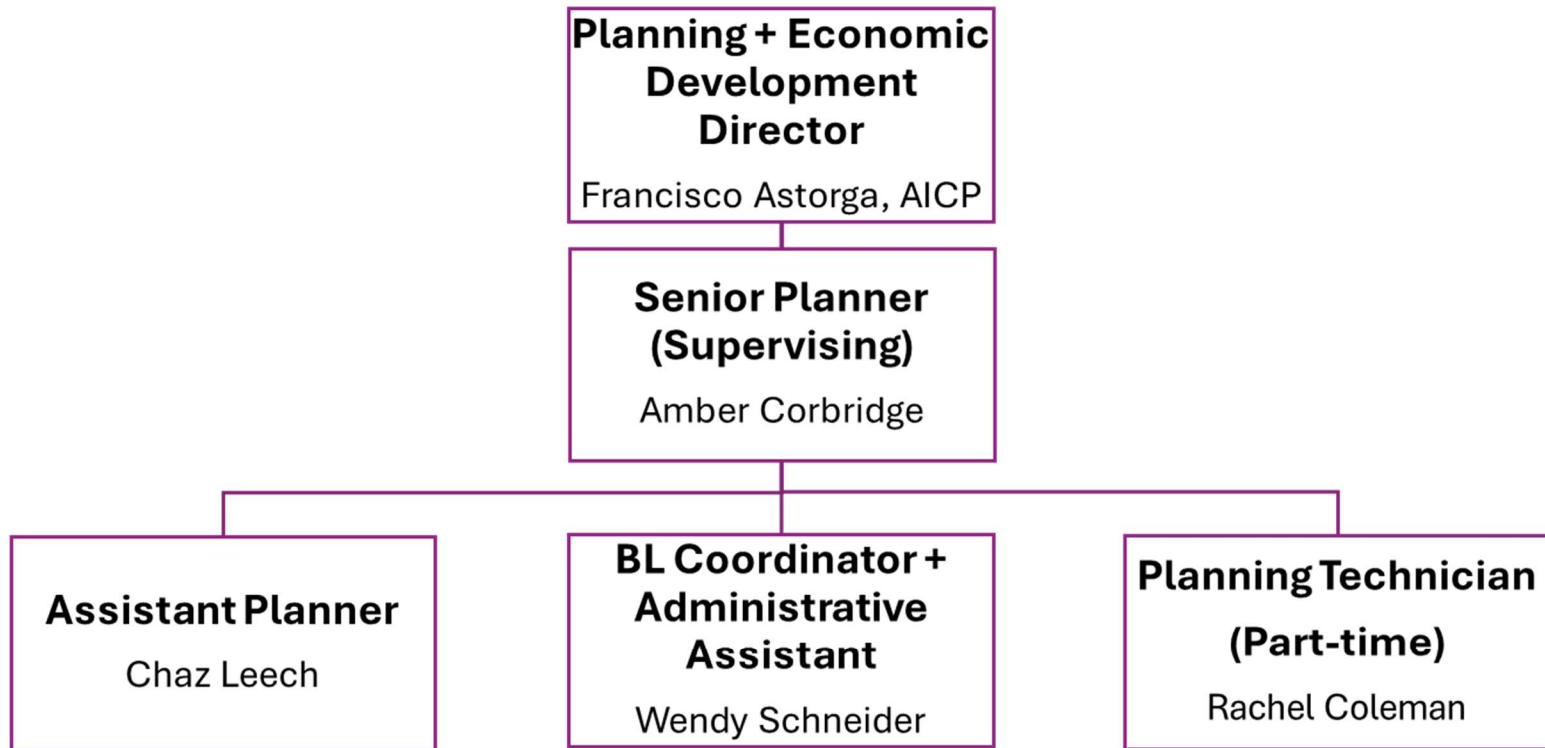 Planning + Economic
Development
Director
Francisco Astorga, AICP
Senior Planner
(Supervising)
Amber Corbridge
Assistant Planner
Chaz Leech
BL Coordinator +
Administrative
Assistant
Wendy Schneider
Planning Technician
(Part-time)
Rachel Coleman